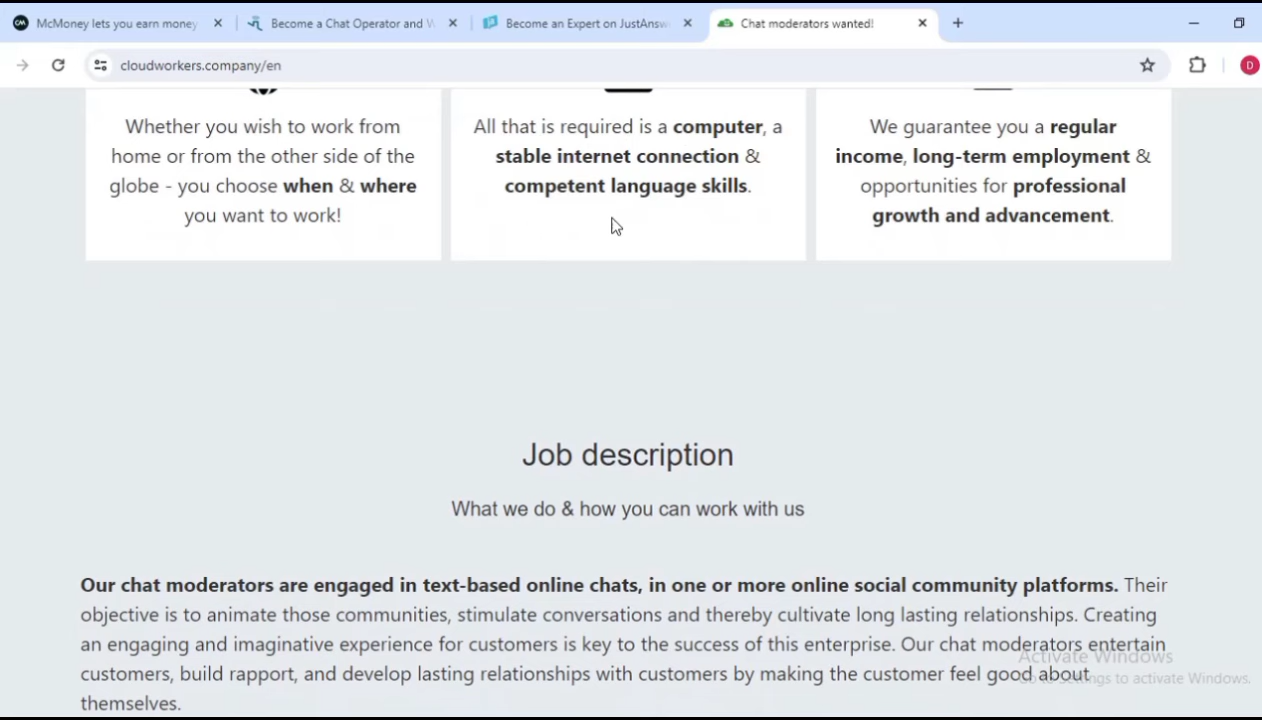 McMoney lets you earn money
Become a Chat Operator and W
Become an Expert on JustAnsw
Chat moderators wanted!
cloudworkers.company/en
D
Whether you wish to work from
home or from the other side of the
globe - you choose when & where
you want to work!
All that is required is a computer, a
stable internet connection &
competent language skills.
We guarantee you a regular
income, long-term employment &
opportunities for professional
growth and advancement.
Job description
What we do & how you can work with us
Our chat moderators are engaged in text-based online chats, in one or more online social community platforms. Their
objective is to animate those communities, stimulate conversations and thereby cultivate long lasting relationships. Creating
an engaging and imaginative experience for customers is key to the success of this enterprise. Our chat moderators entertain
customers, build rapport, and develop lasting relationships with customers by making the customer feel good about
themselves.
Activate Windows
Go to Settings to activate Windows.